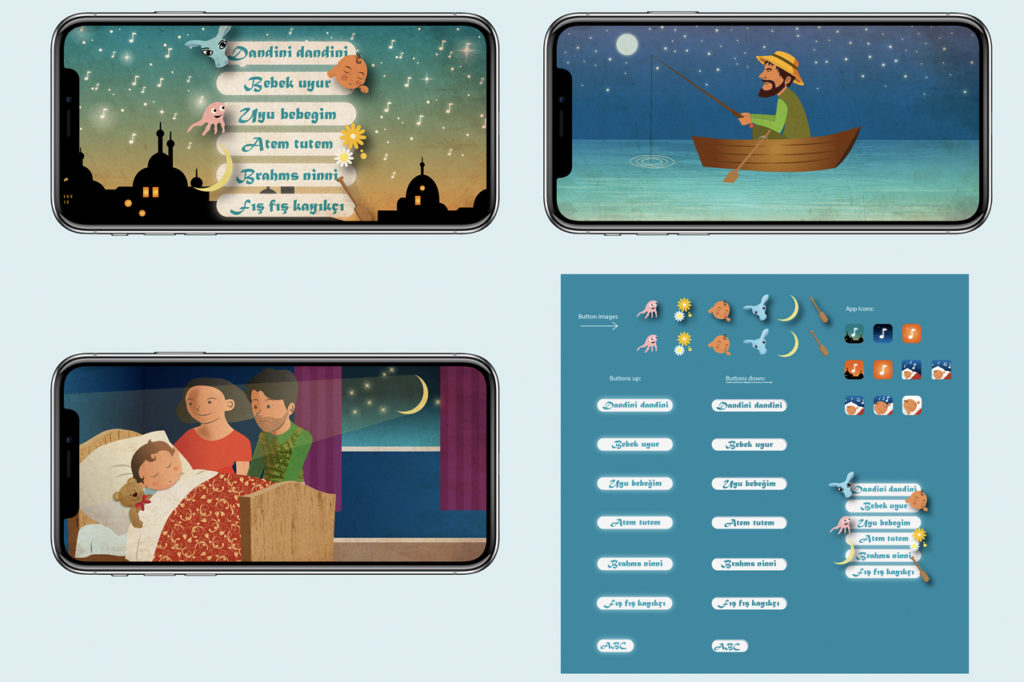 Dandini dandini
Bebek uyur
Uyu bebegim
Atem tutem
Brahms ninni
Fış fış kayıkçı
Button images
App Icons:
Buttons up:
Buttons down:
Dandini dandini
Dandini dandini
Bebek uyur
Bebek uyur
Uyu bebeğim
Uyu bebeğim
Atem tutem
Atem tutem
Brahms ninni
Brahms ninni
Fış fış kayıkçı
Fış fış kayıkçı
ABC
ABC
Dandini dandini
Bebek uyur
Uyu bebegim
Atem tutem
Brahms ninni
Fış fış kayıkçı